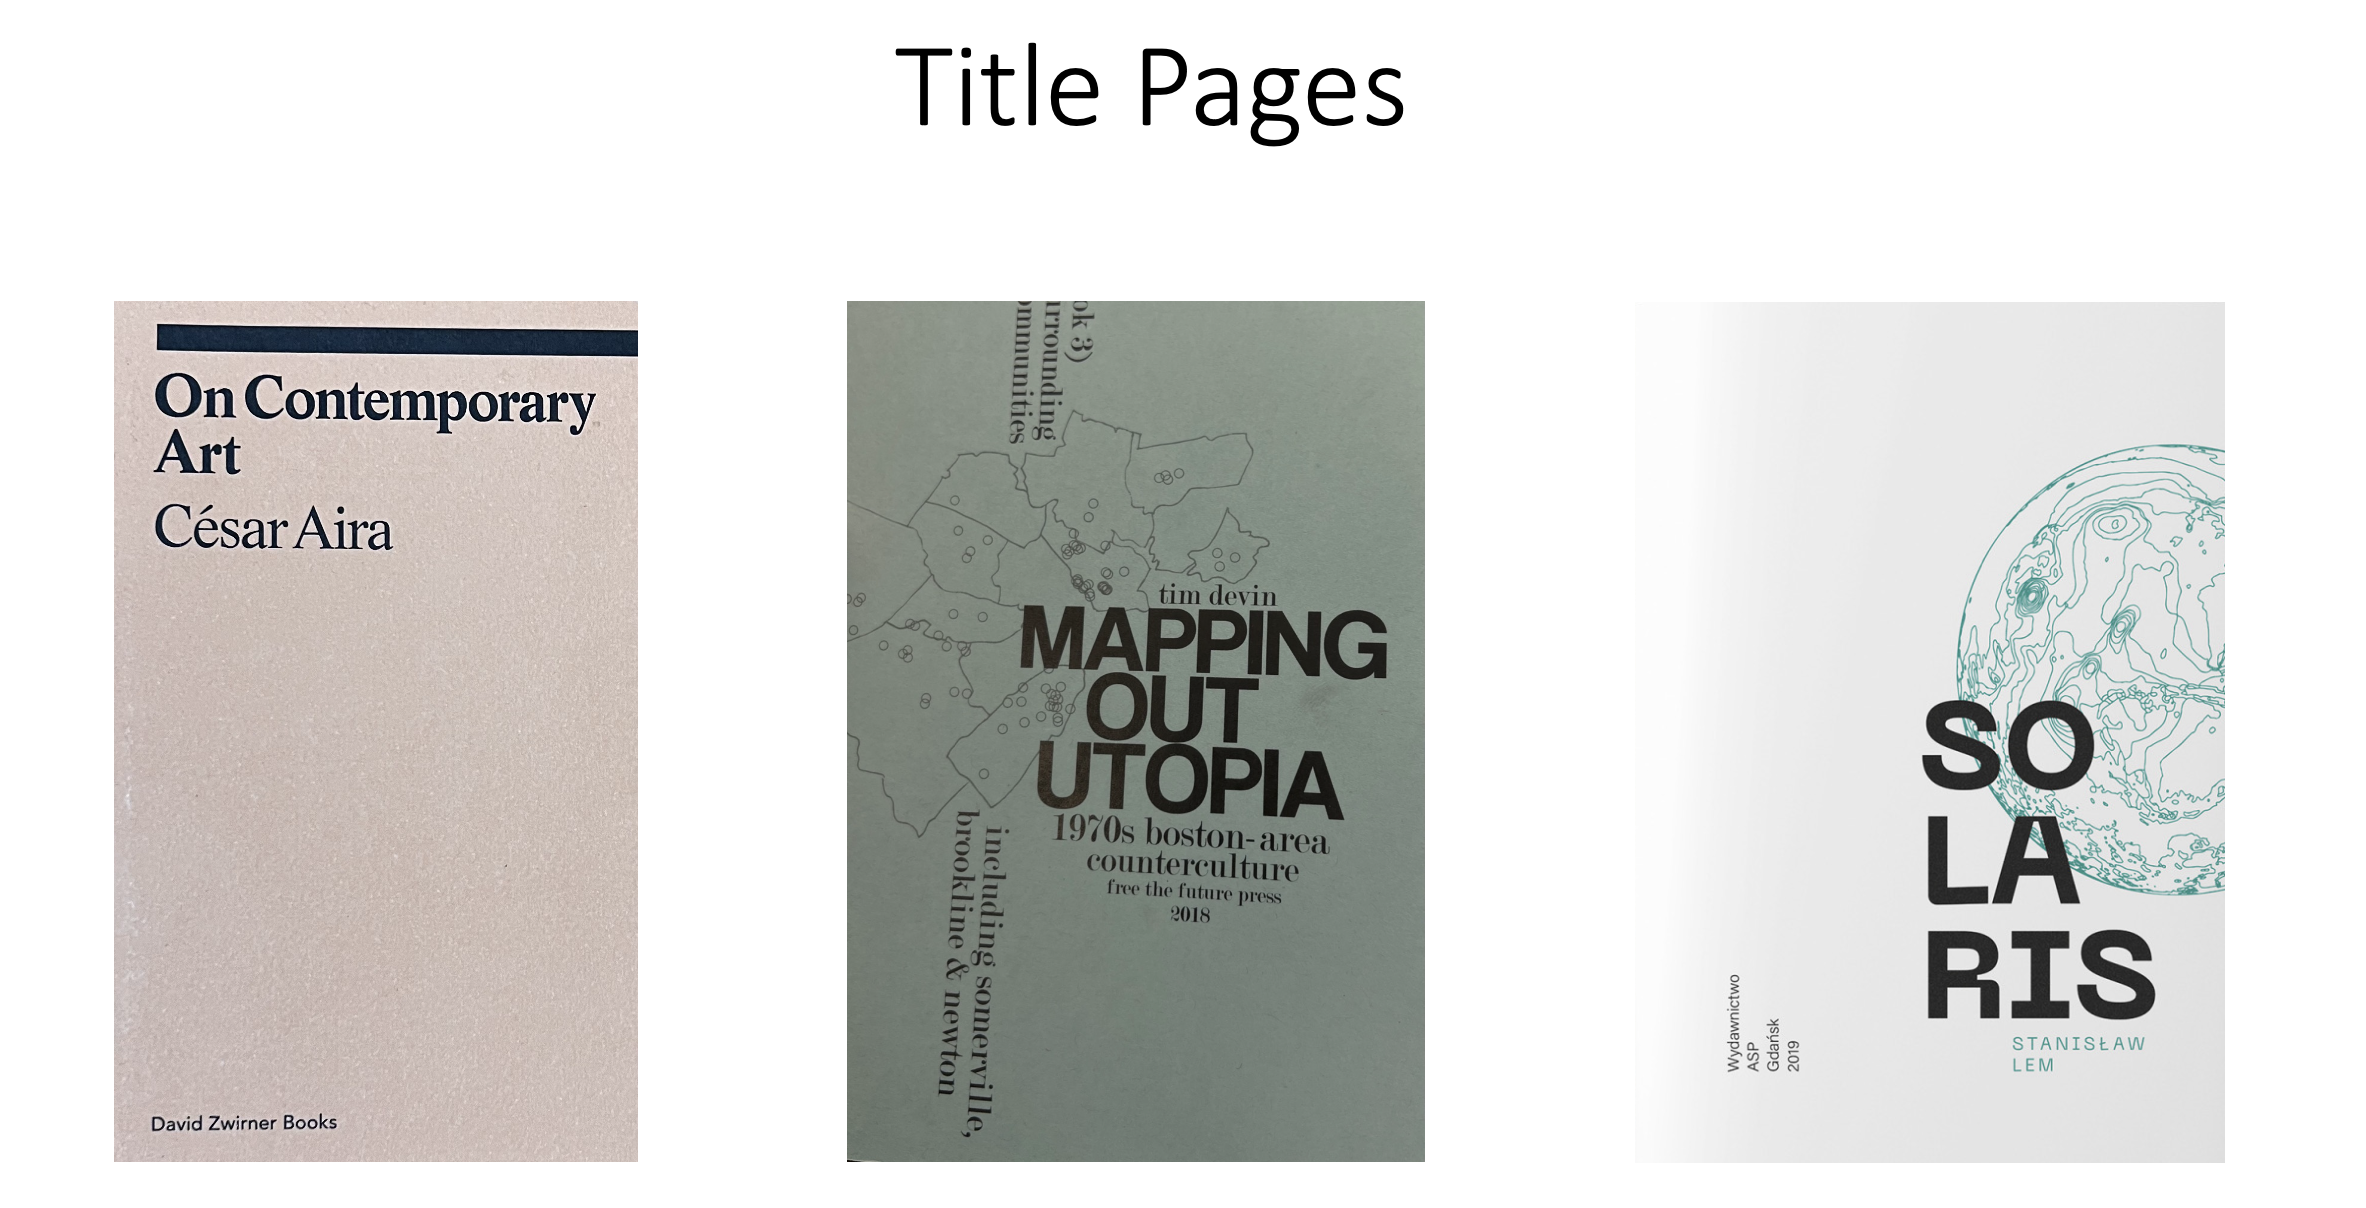 Title Pages
On Contemporary
Art
César Aira
David Zwirner Books
ok 3)
urrounding
ommunities
tim devin
MAPPING
OUT
UTOPIA
1970s boston-area
counterculture
free the future press
2018
including somerville,
brookline & newton
SO
LA
RIS
STANISŁAW
LEM
Wydawnictwo
ASP
Gdańsk
2019